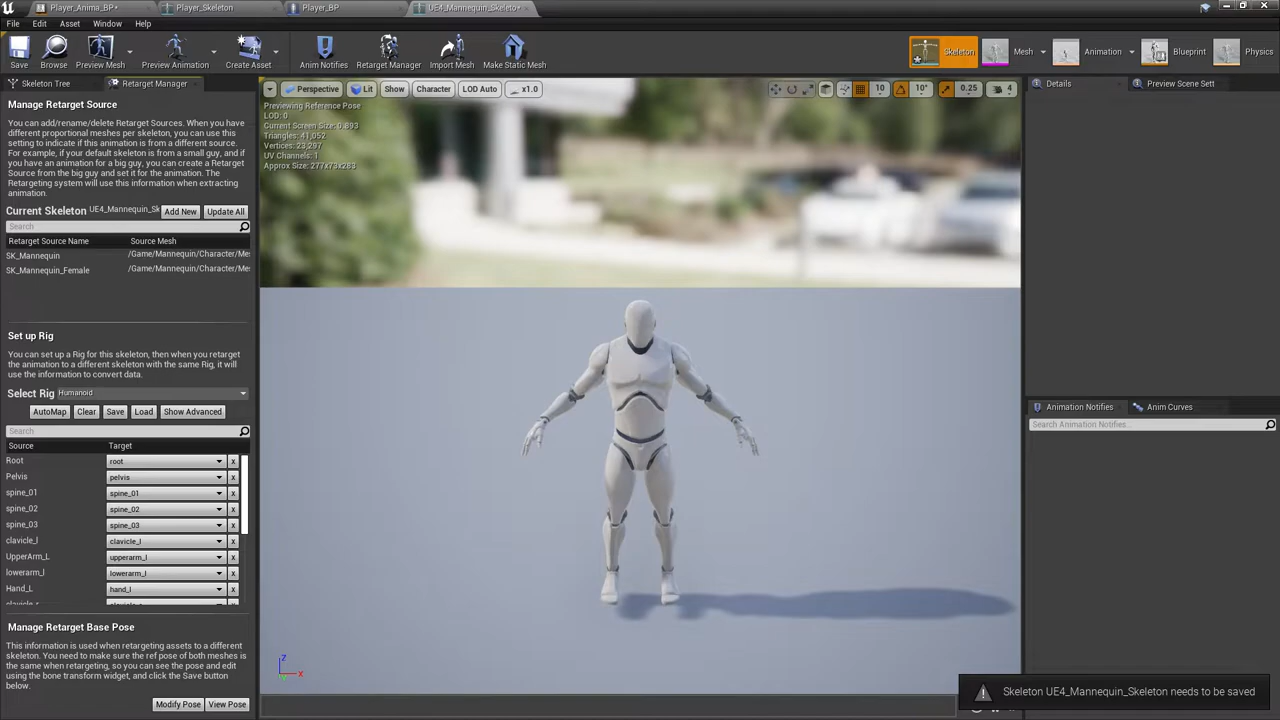 Player_Anima_BP*
Player_Skeleton
Player_BP
UE4_Mannequin_Skeleto*
File Edit Asset Window Help
Save
Browse
Preview Mesh
Preview Animation
Create Asset
Anim Notifies
Retarget Manager
Import Mesh
Make Static Mesh
Skeleton
Mesh
Animation
Blueprint
Physics
Skeleton Tree
Retarget Manager
Manage Retarget Source
You can add/rename/delete Retarget Sources. When you have
different proportional meshes per skeleton, you can use this
setting to indicate if this animation is from a different source.
For example, if your default skeleton is from a small guy, and if
you have an animation for a big guy, you can create a Retarget
Source from the big guy and set it for the animation. The
Retargeting system will use this information when extracting
animation.
Current Skeleton UE4_Mannequin_Sk Add New Update All
Search
Retarget Source Name Source Mesh
SK_Mannequin /Game/Mannequin/Character/Me
SK_Mannequin_Female /Game/Mannequin/Character/Me
Set up Rig
You can set up a Rig for this skeleton, then when you retarget
the animation to a different skeleton with the same Rig, it will
use the information to convert data.
Select Rig Humanoid
AutoMap Clear Save Load Show Advanced
Search
Source Target
Root root x
Pelvis pelvis x
spine_01 spine_01 x
spine_02 spine_02 x
spine_03 spine_03 x
clavicle_l clavicle_l x
UpperArm_L upperarm_l x
lowerarm_l lowerarm_l x
Hand_L hand_l x
Manage Retarget Base Pose
This information is used when retargeting assets to a different
skeleton. You need to make sure the ref pose of both meshes is
the same when retargeting, so you can see the pose and edit
using the bone transform widget, and click the Save button
below.
Modify Pose View Pose
Perspective Lit Show Character LOD Auto x1.0
10 10° 0.25 4
Previewing Reference Pose
LOD: 0
Current Screen Size: 0.893
Triangles: 41,052
Vertices: 23,297
UV Channels: 1
Approx Size: 277x73x283
Z
X
Details
Preview Scene Sett
Animation Notifies
Anim Curves
Search Animation Notifies
Skeleton UE4_Mannequin_Skeleton needs to be saved